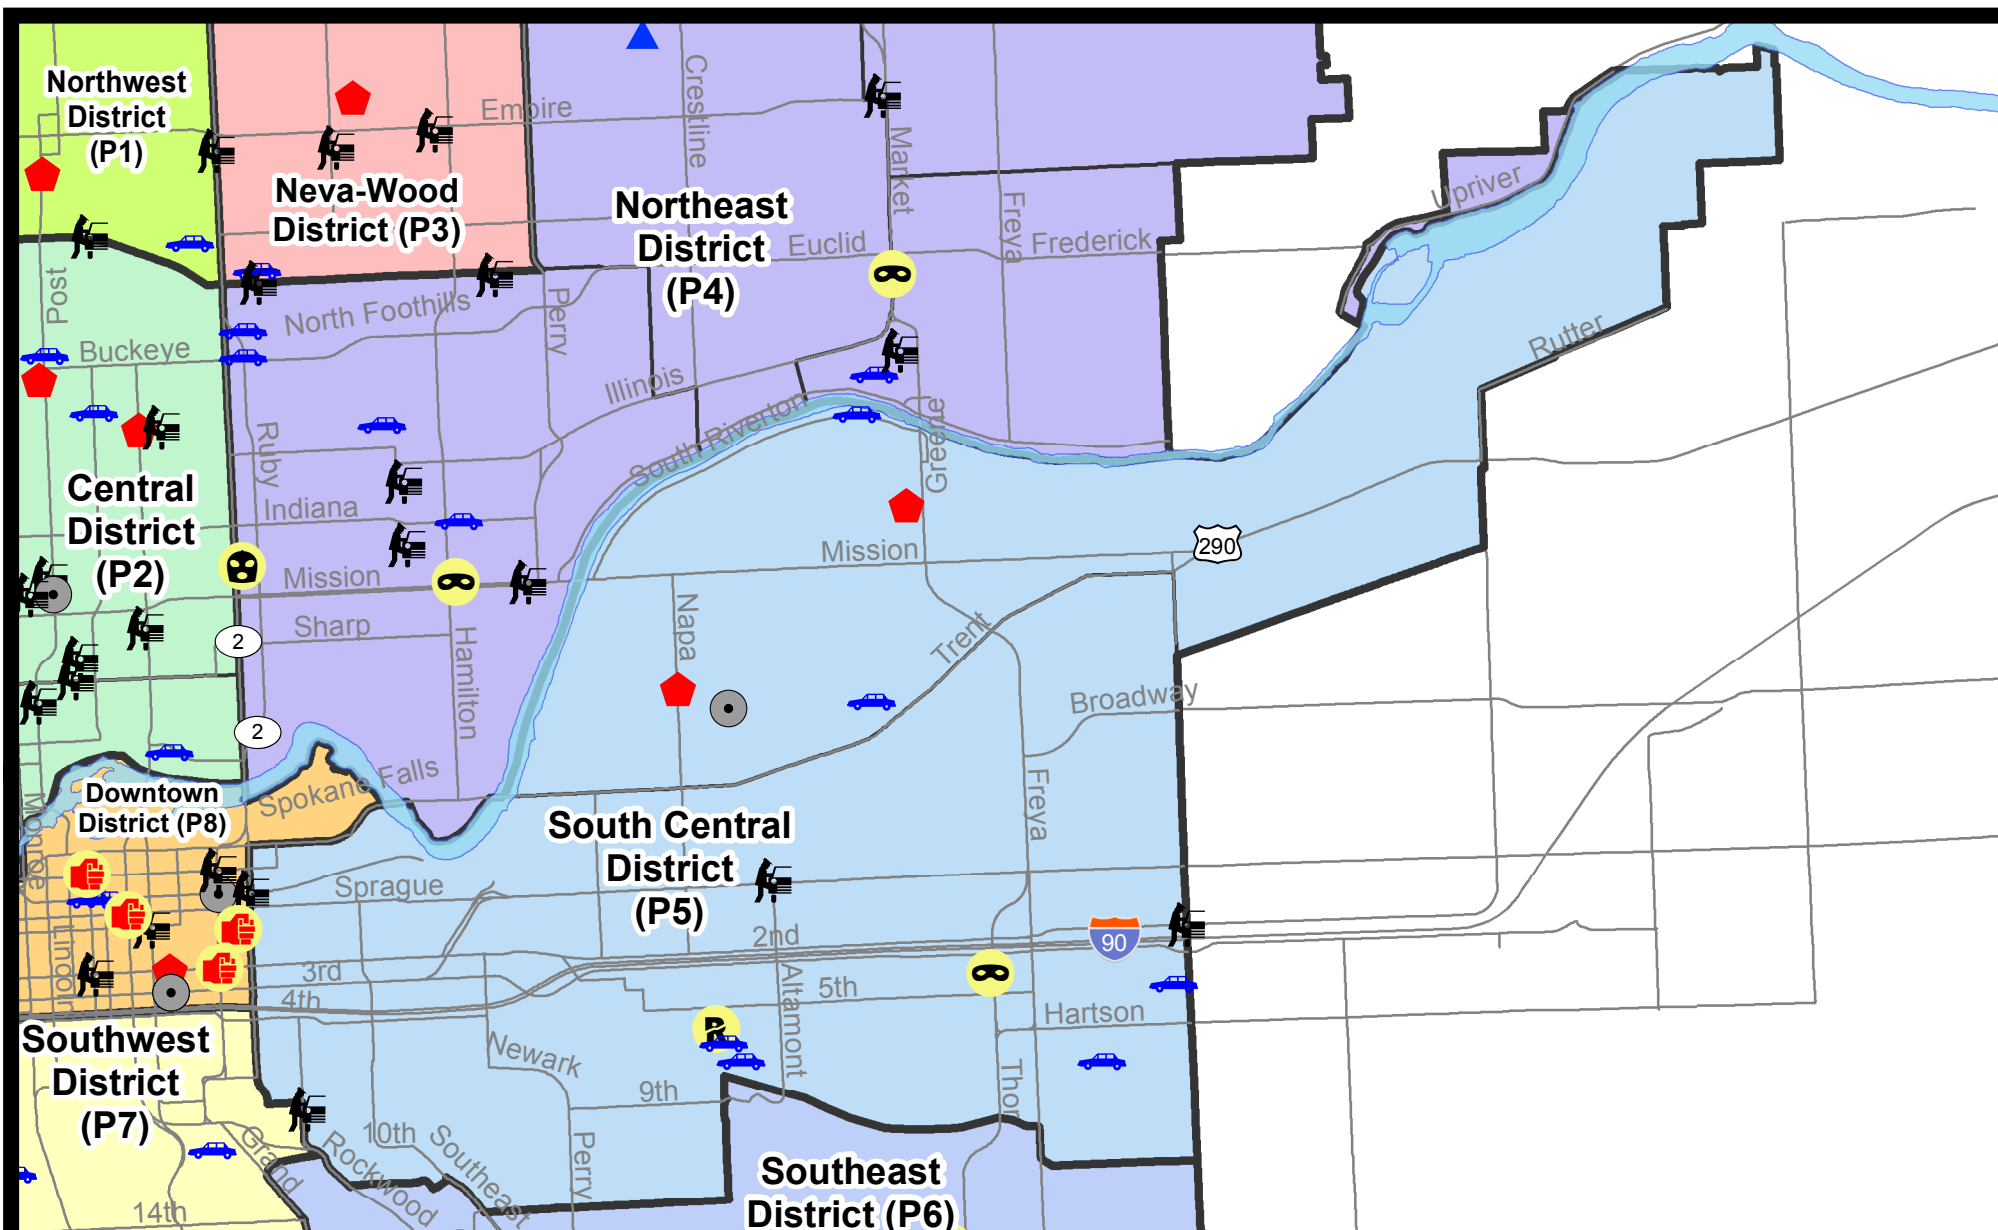 Northwest
District
(P1)
Empire
Crestline
Market
Neva-Wood
District (P3)
Northeast
District
(P4)
Euclid
Freya
Frederick
Upriver
Post
North Foothills
Perry
Buckeye
Rutter
Illinois
South Riverton
Greene
Ruby
Central
District
(P2)
Indiana
Mission
Mission
290
Sharp
2
Hamilton
Napa
Trent
Broadway
2
Spokane Falls
Downtown
District (P8)
Monroe
Freya
South Central
District
(P5)
Sprague
Lincoln
2nd
90
3rd
4th
5th
Altamont
Hartson
Southwest
District
(P7)
Newark
9th
Thor
10th
Southeast
Grand
Rockwood
Perry
14th
Southeast
District (P6)
R